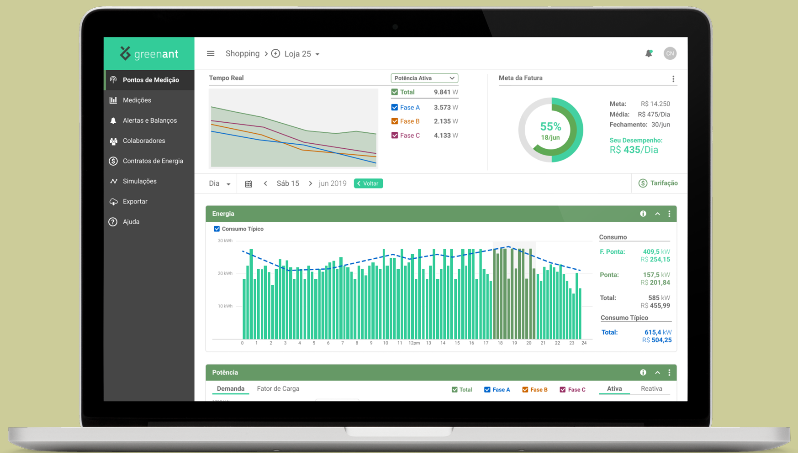 greenant
Shopping > Loja 25
CN
Pontos de Medição
Medições
Alertas e Balanços
Colaboradores
Contratos de Energia
Simulações
Exportar
Ajuda
Tempo Real
Potência Ativa
Total 9.841 W
Fase A 3.573 W
Fase B 2.135 W
Fase C 4.133 W
Meta da Fatura
55%
18/jun
Meta: R$ 14.250
Média: R$ 475/Dia
Fechamento: 30/jun
Seu Desempenho:
R$ 435/Dia
Dia
Sáb 15
jun 2019
Voltar
Tarifação
Energia
Consumo Típico
30 kWh
20 kWh
10 kWh
0 1 2 3 4 5 6 7 8 9 10 11 12pm 13 14 15 16 17 18 19 20 21 22 23 24
Consumo
F. Ponta: 409,5 kW
R$ 254,15
Ponta: 157,5 kW
R$ 201,84
Total: 585 kW
R$ 455,99
Consumo Típico
Total: 615,4 kW
R$ 504,25
Potência
Demanda
Fator de Carga
Total
Fase A
Fase B
Fase C
Ativa
Reativa